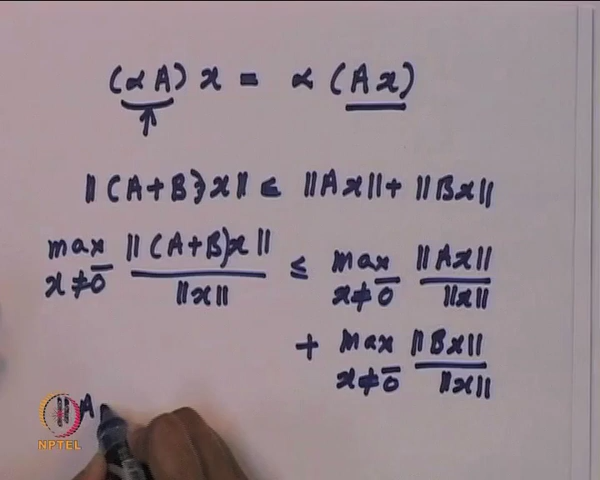 (αA) x = α (Ax)
↑
||(A+B)x|| ≤ ||Ax|| + ||Bx||
max x≠0̄ ||(A+B)x|| / ||x|| ≤ max x≠0̄ ||Ax|| / ||x||
+ max x≠0̄ ||Bx|| / ||x||
||A
NPTEL